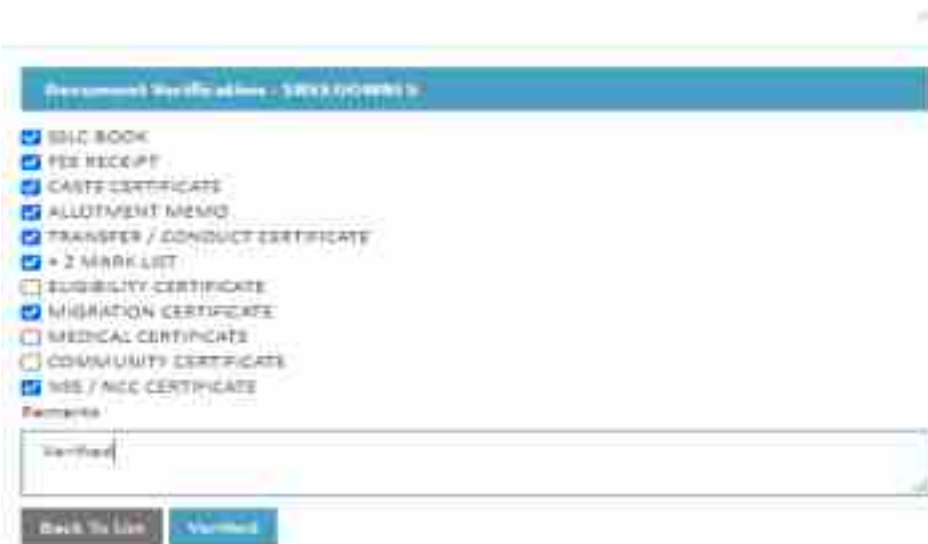 Document Verification -
SSLC BOOK
FEE RECEIPT
CASTE CERTIFICATE
ALLOTMENT MEMO
TRANSFER / CONDUCT CERTIFICATE
+ 2 MARK LIST
ELIGIBILITY CERTIFICATE
MIGRATION CERTIFICATE
MEDICAL CERTIFICATE
COMMUNITY CERTIFICATE
NSS / NCC CERTIFICATE
Remarks
Verified
Back To List Verified